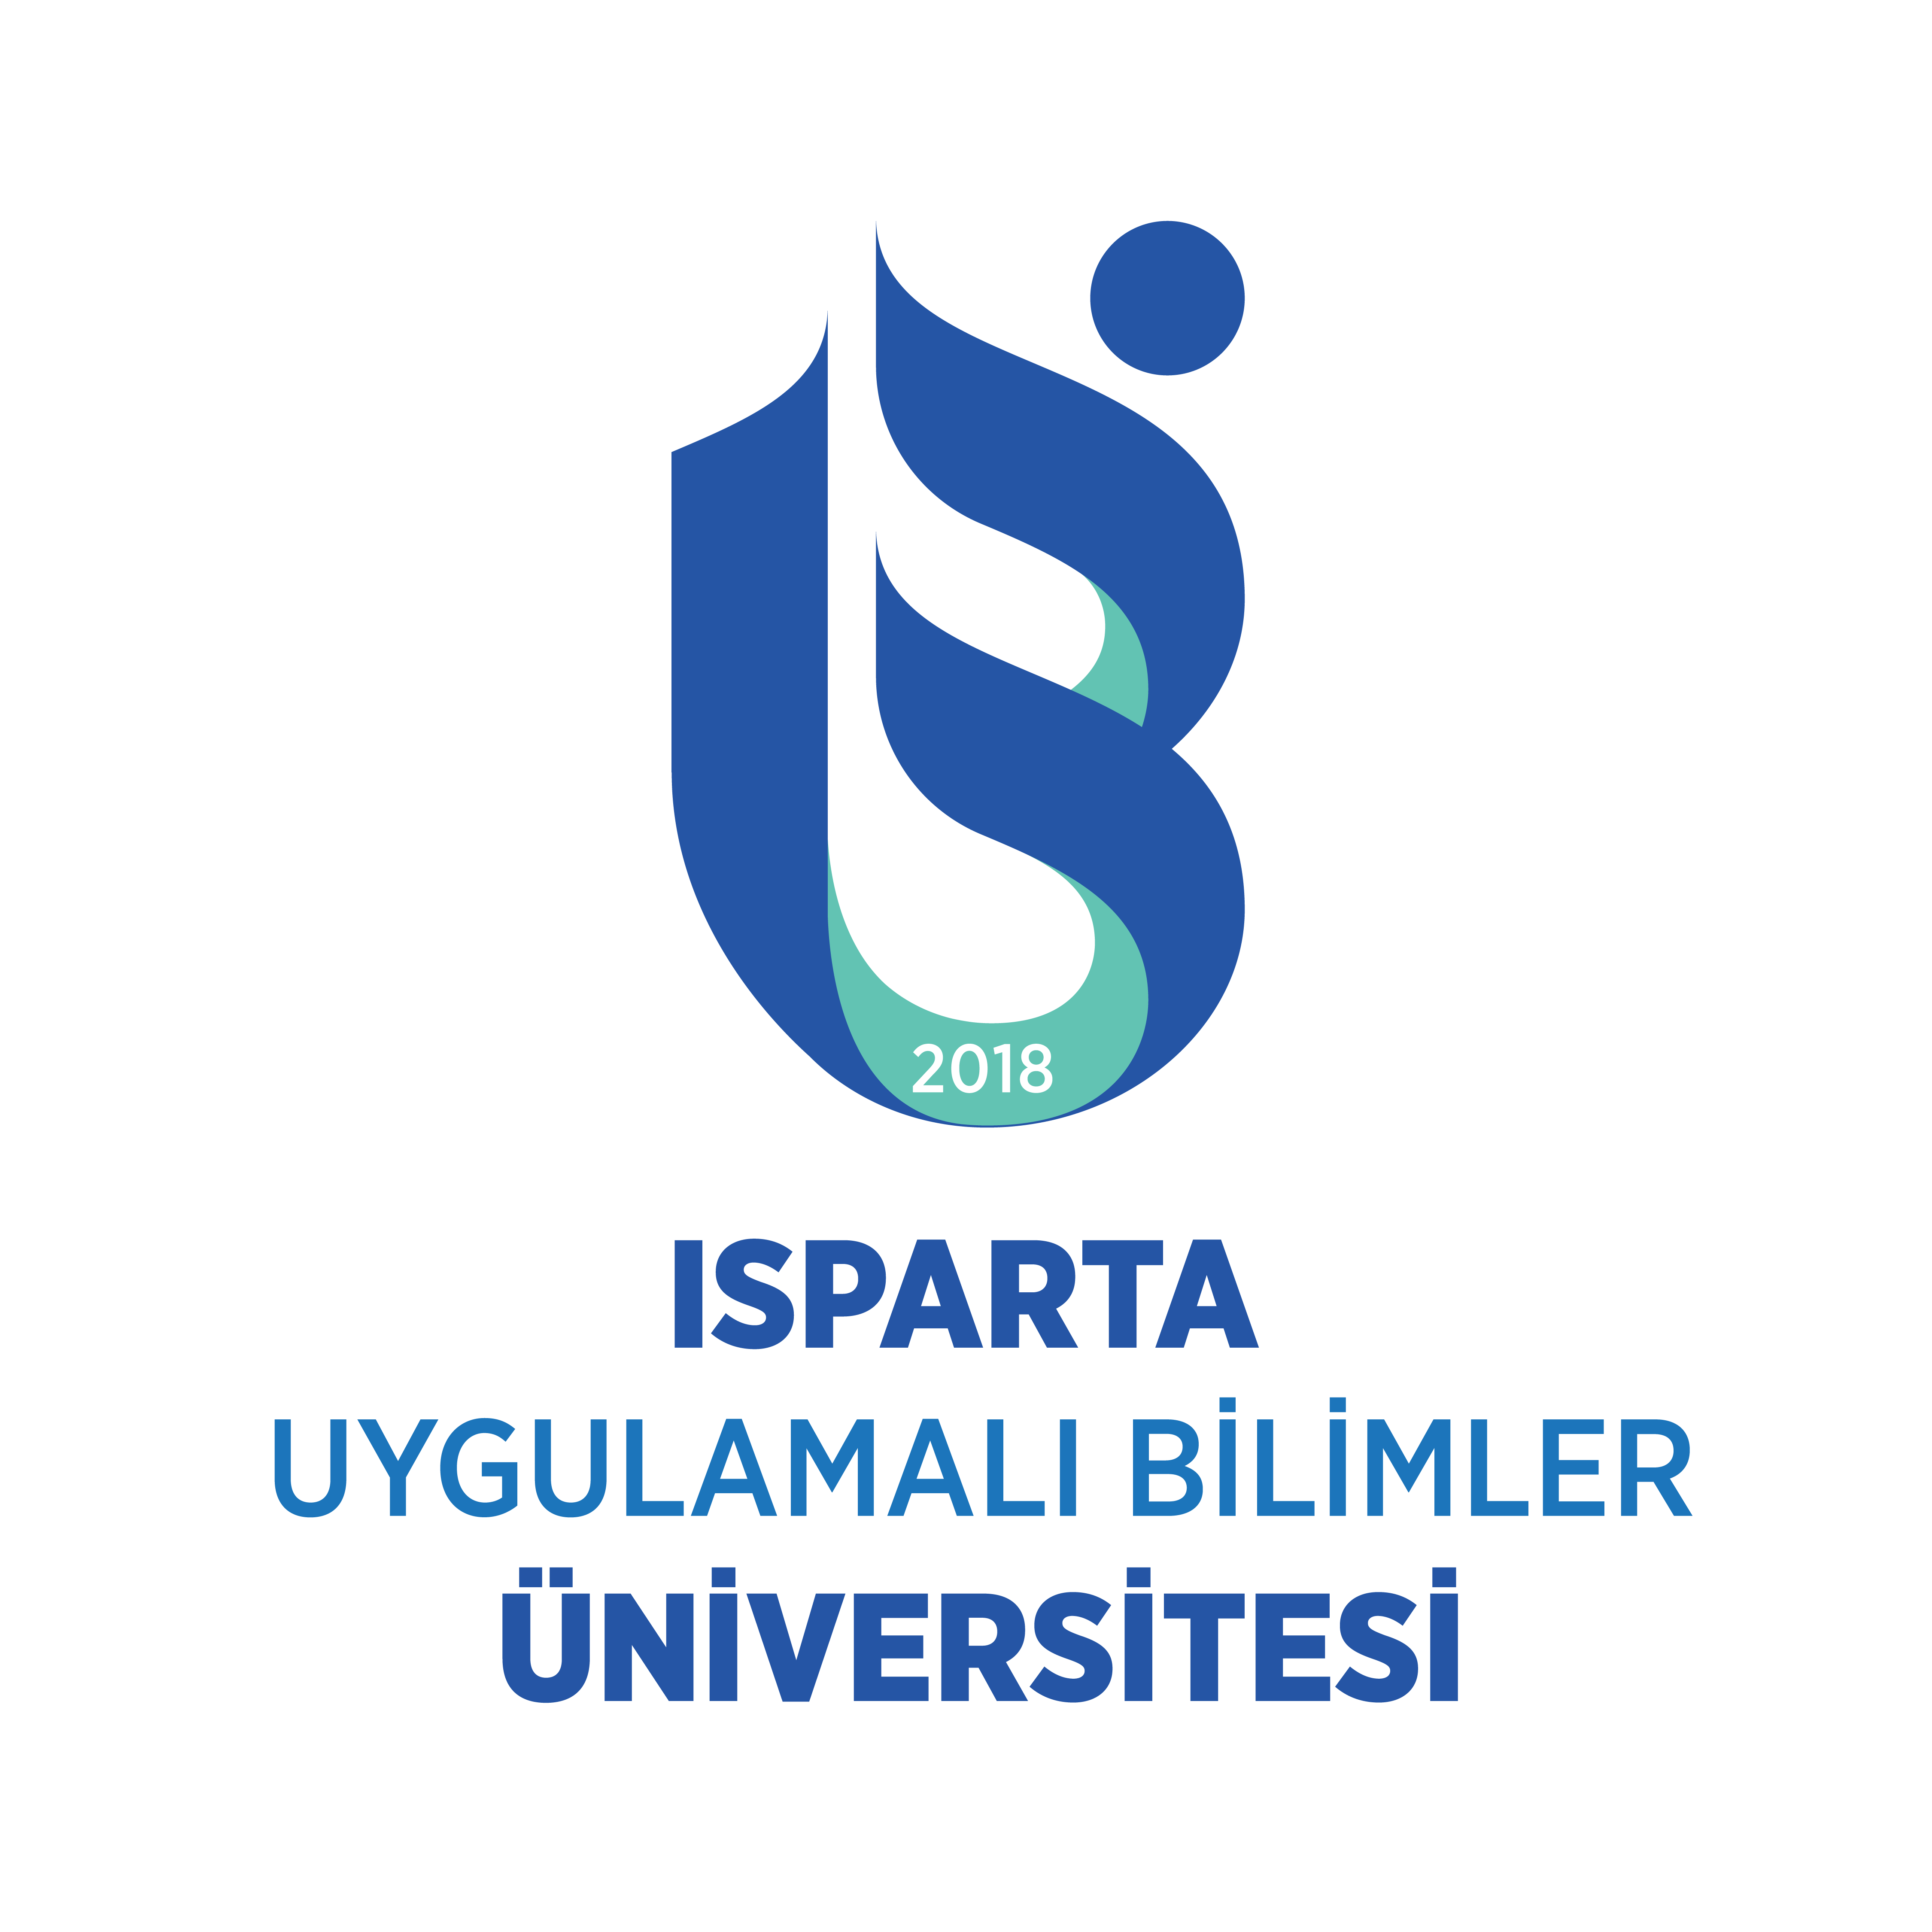 2018
ISPARTA
UYGULAMALI BİLİMLER
ÜNİVERSİTESİ